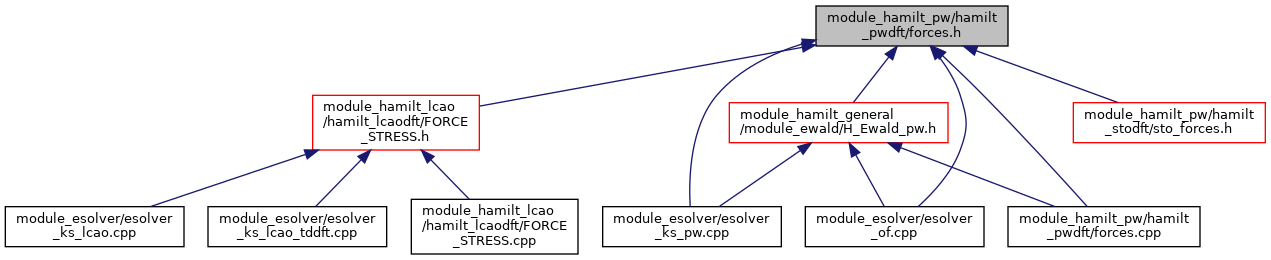 module_hamilt_pw/hamilt
_pwdft/forces.h
module_hamilt_lcao
/hamilt_lcaodft/FORCE
_STRESS.h
module_hamilt_general
/module_ewald/H_Ewald_pw.h
module_hamilt_pw/hamilt
_stodft/sto_forces.h
module_esolver/esolver
_ks_lcao.cpp
module_esolver/esolver
_ks_lcao_tddft.cpp
module_hamilt_lcao
/hamilt_lcaodft/FORCE
_STRESS.cpp
module_esolver/esolver
_ks_pw.cpp
module_esolver/esolver
_of.cpp
module_hamilt_pw/hamilt
_pwdft/forces.cpp